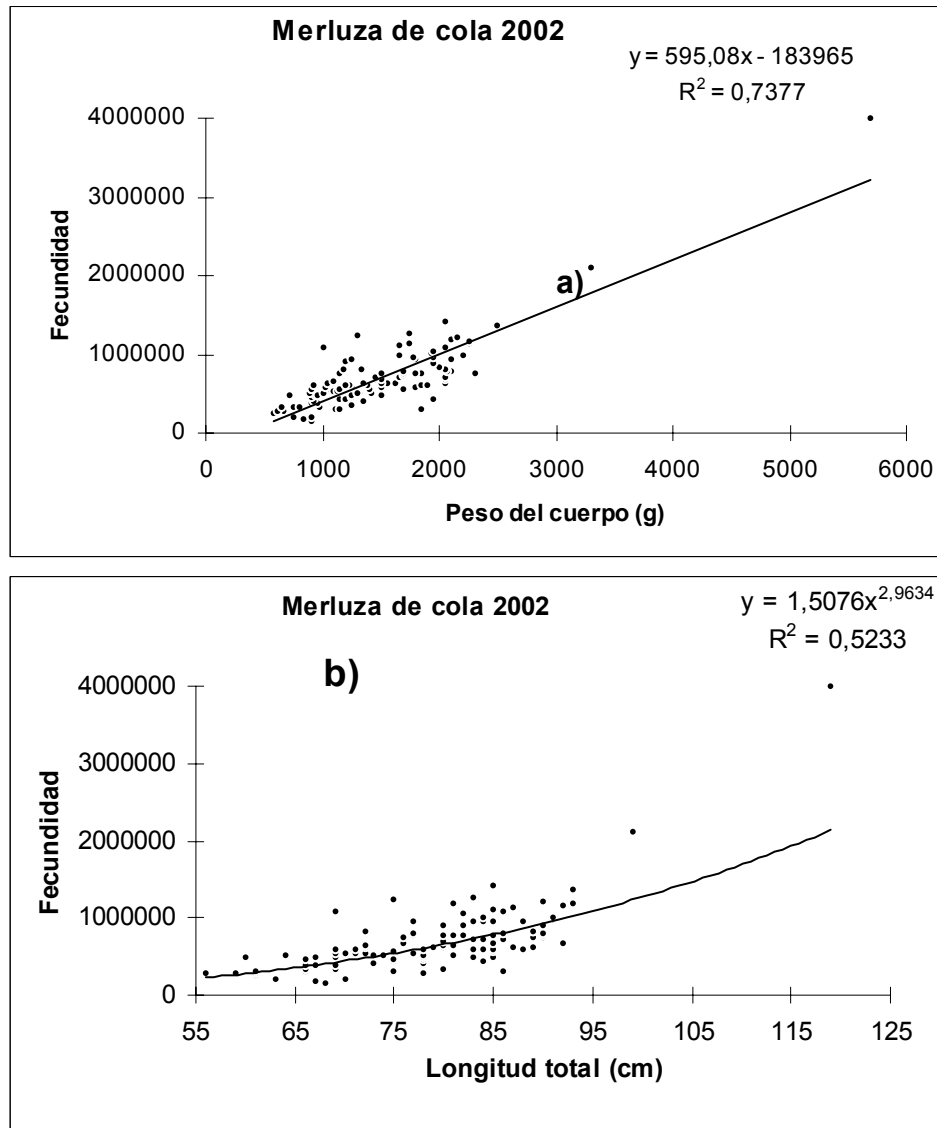 Merluza de cola 2002
y = 595,08x - 183965
R² = 0,7377
4000000
3000000
2000000
1000000
0
Fecundidad
a)
0 1000 2000 3000 4000 5000 6000
Peso del cuerpo (g)
Merluza de cola 2002
y = 1,5076x^2,9634
R² = 0,5233
b)
4000000
3000000
2000000
1000000
0
Fecundidad
55 65 75 85 95 105 115 125
Longitud total (cm)